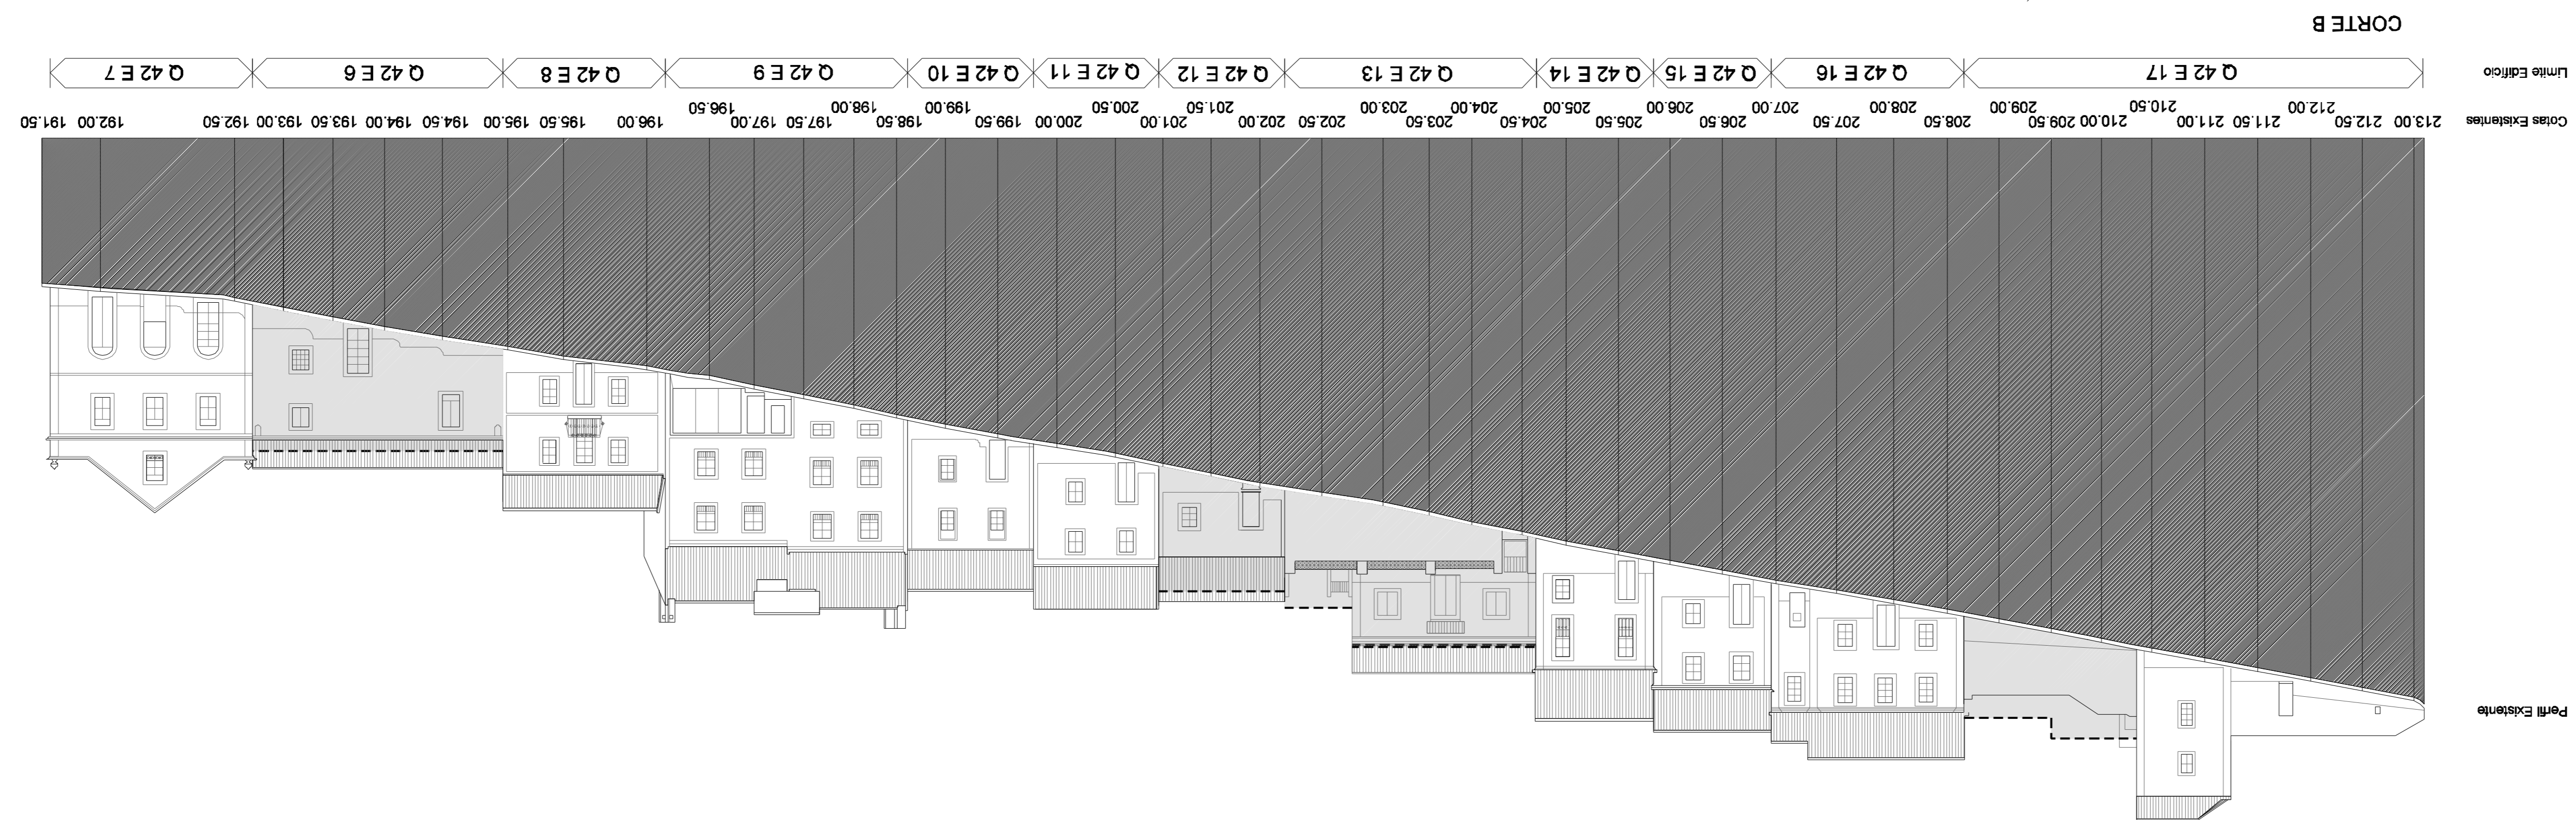 Perfil Existente
Cotas Existentes 213.00 212.50 212.00 211.50 211.00 210.50 210.00 209.50 209.00 208.50 208.00 207.50 207.00 206.50 206.00 205.50 205.00 204.50 204.00 203.50 203.00 202.50 202.00 201.50 201.00 200.50 200.00 199.50 199.00 198.50 198.00 197.50 197.00 196.50 196.00 195.50 195.00 194.50 194.00 193.50 193.00 192.50 192.00 191.50
Limite Edifício Q 42 E 17 Q 42 E 16 Q 42 E 15 Q 42 E 14 Q 42 E 13 Q 42 E 12 Q 42 E 11 Q 42 E 10 Q 42 E 9 Q 42 E 8 Q 42 E 6 Q 42 E 7
CORTE B